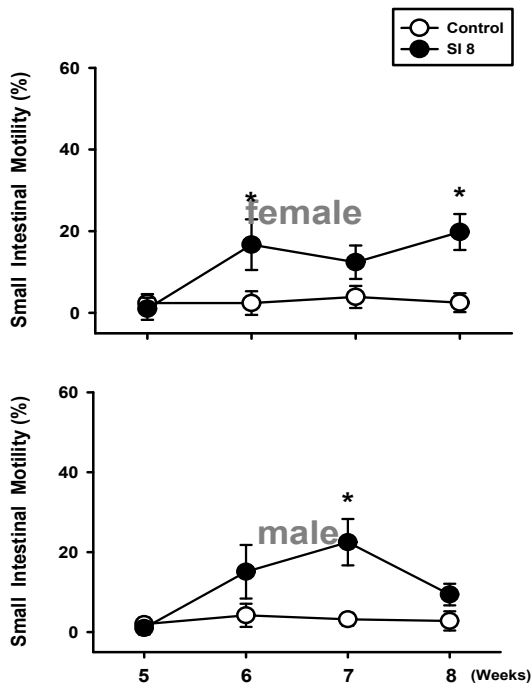 Control
SI 8
Small Intestinal Motility (%)
60
40
20
0
*
*
female
Small Intestinal Motility (%)
60
40
20
0
*
male
5 6 7 8 (Weeks)